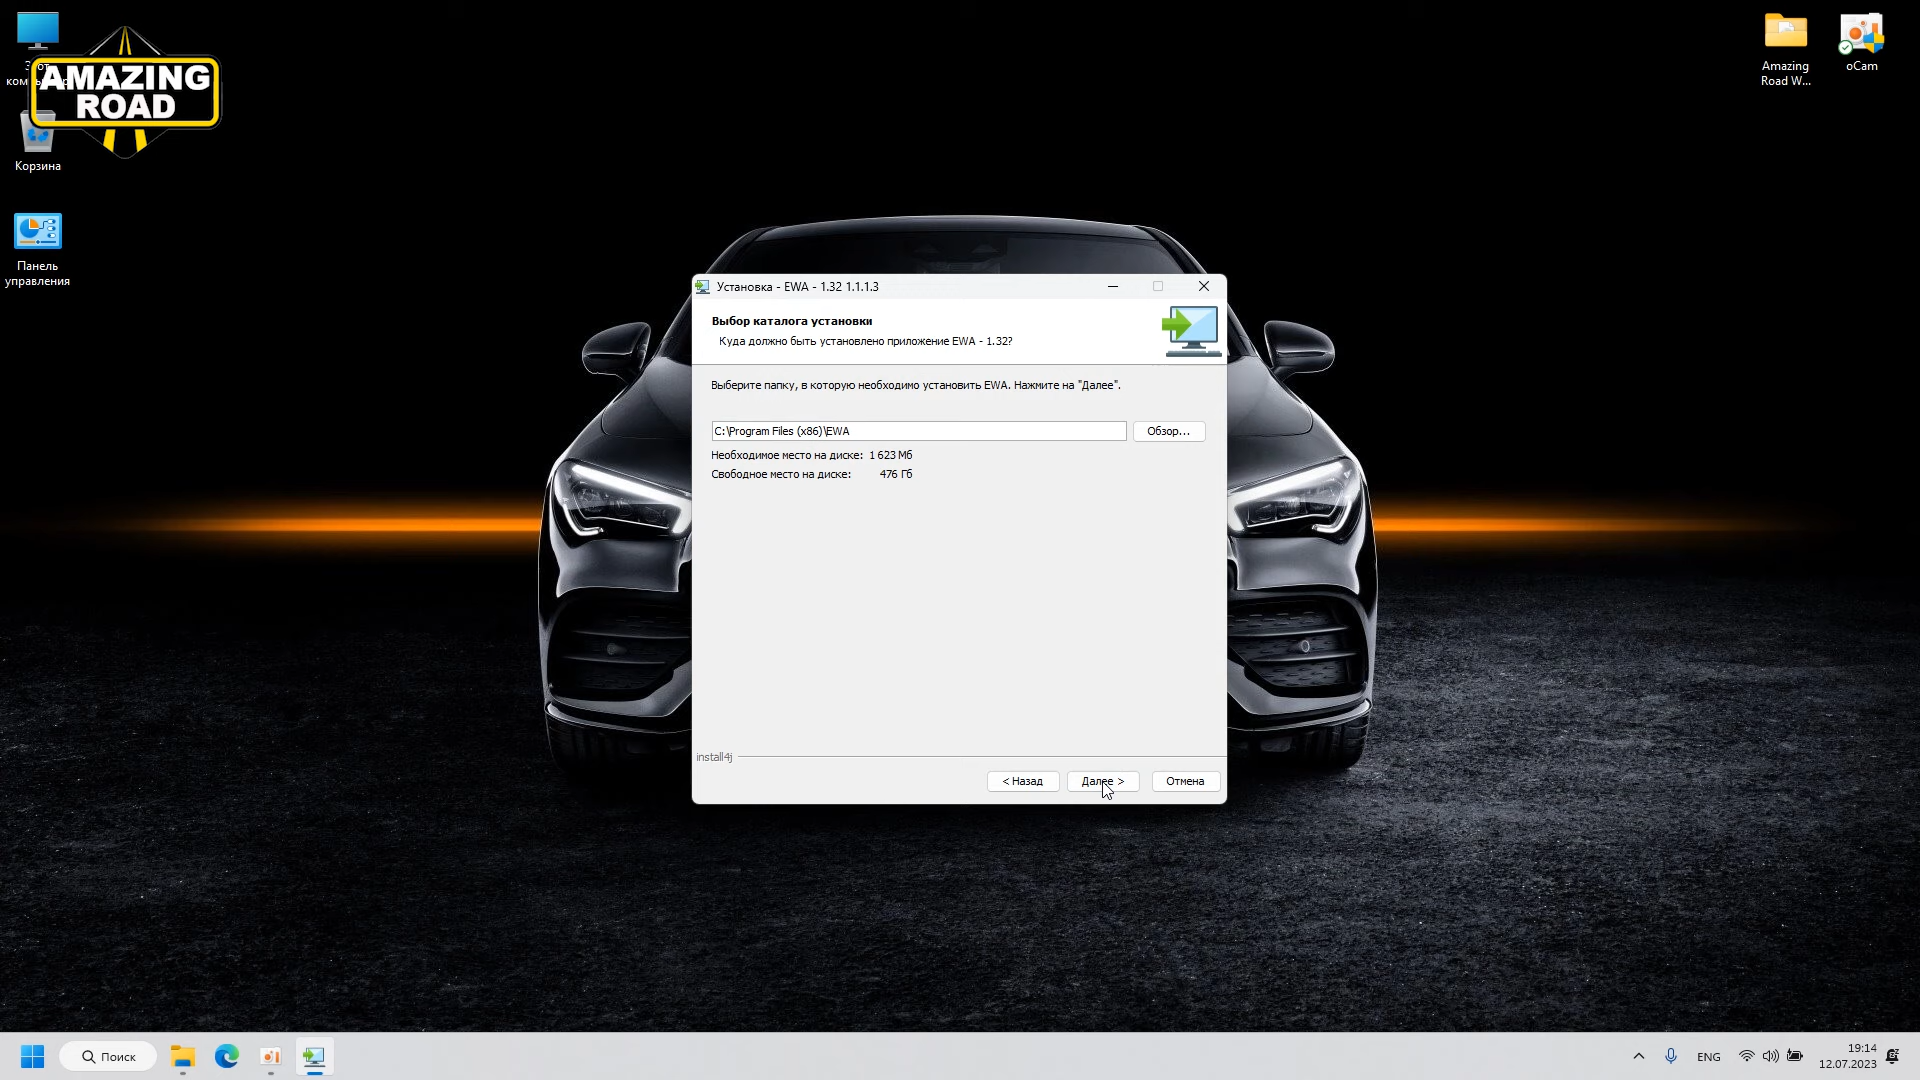 AMAZING
ROAD
Корзина
Панель
управления
Amazing
Road W...
oCam
Установка - EWA - 1.32 1.1.1.3
Выбор каталога установки
Куда должно быть установлено приложение EWA - 1.32?
Выберите папку, в которую необходимо установить EWA. Нажмите на "Далее".
C:\Program Files (x86)\EWA
Обзор...
Необходимое место на диске: 1 623 Мб
Свободное место на диске: 476 Гб
install4j
< Назад
Далее >
Отмена
Поиск
ENG
19:14
12.07.2023